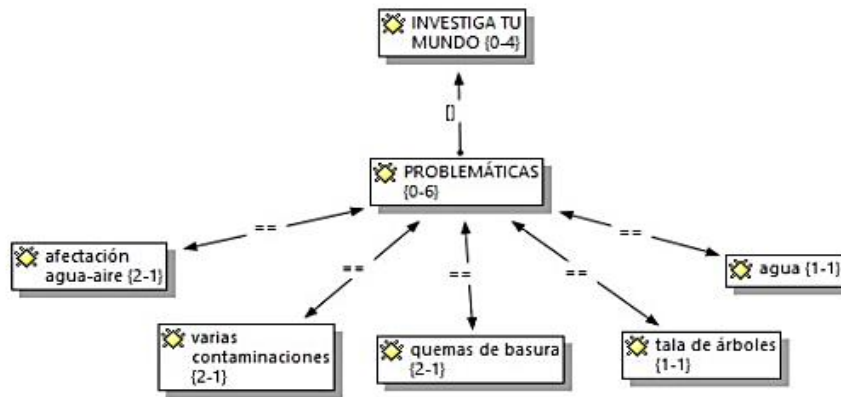 INVESTIGA TU
MUNDO {0-4}
[]
PROBLEMÁTICAS
{0-6}
==
==
==
==
==
afectación
agua-aire {2-1}
varias
contaminaciones
{2-1}
quemas de basura
{2-1}
tala de árboles
{1-1}
agua {1-1}